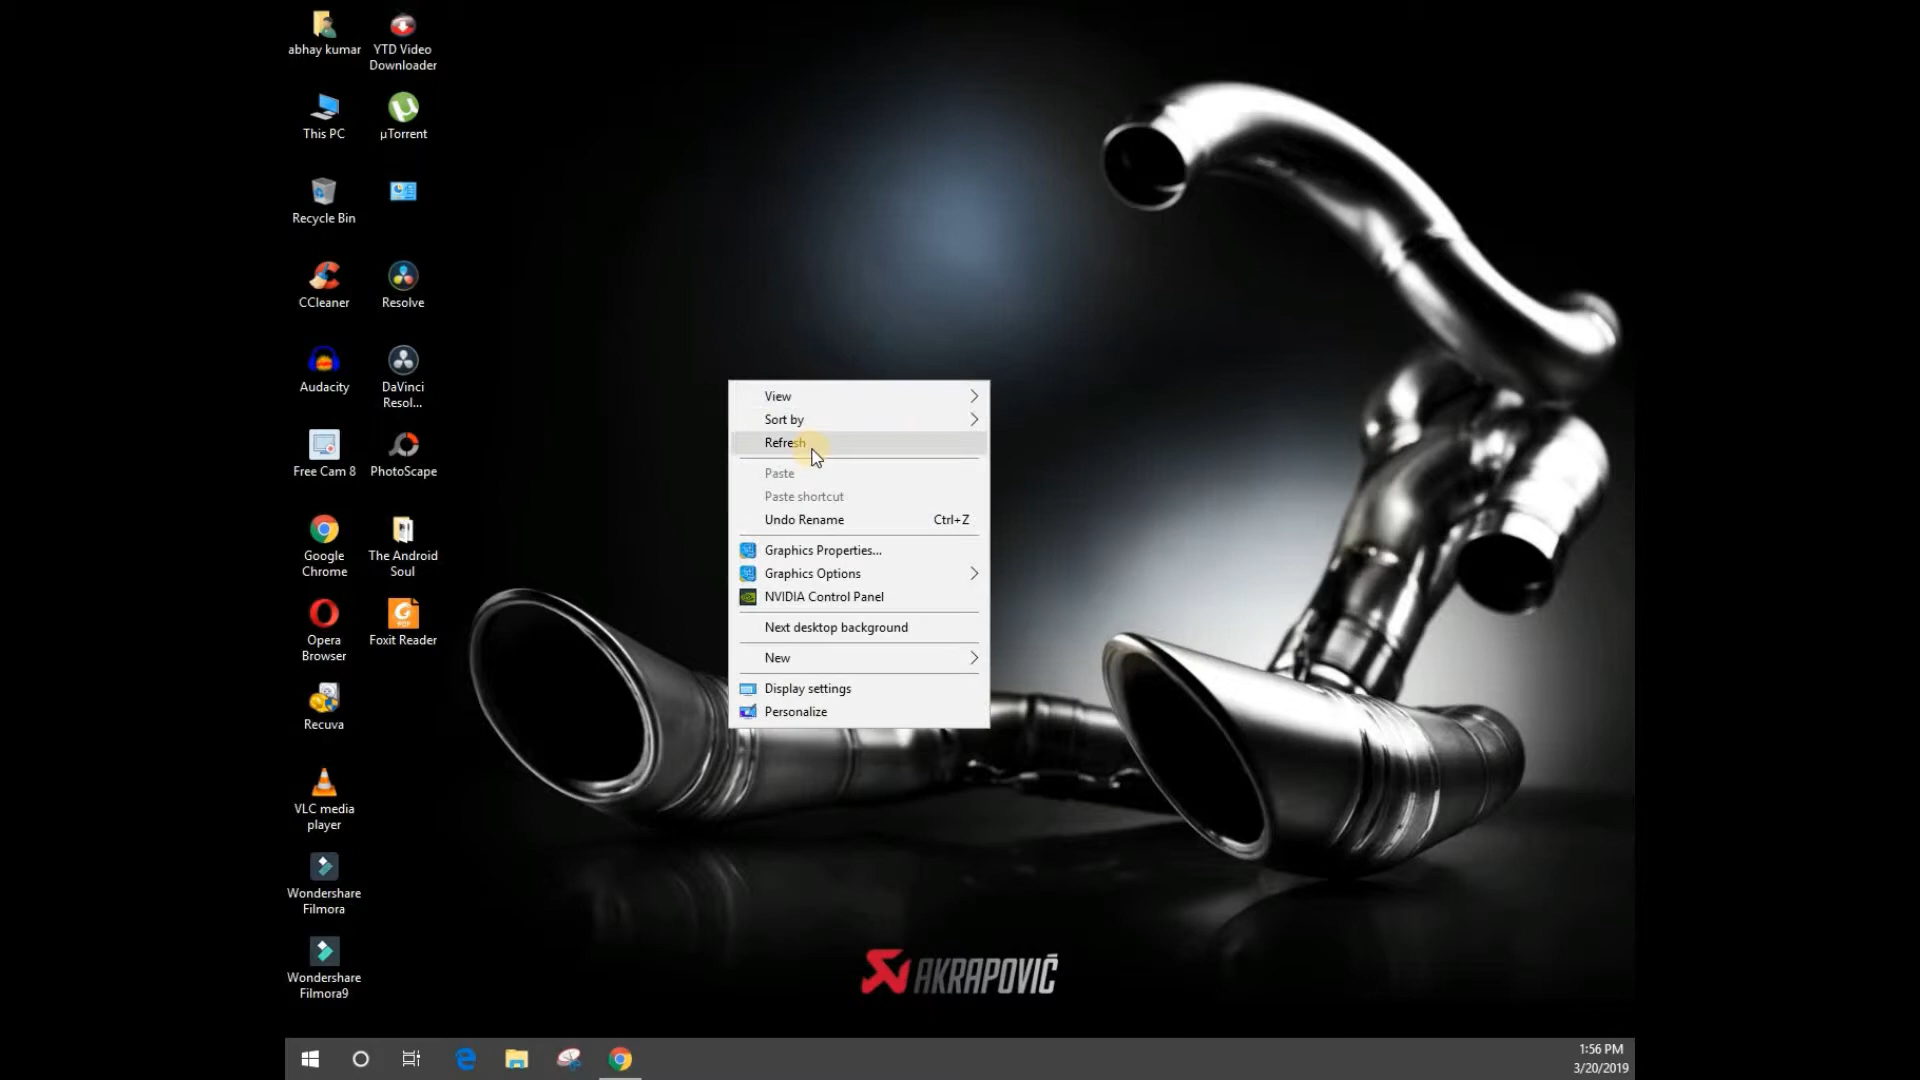 abhay kumar
YTD Video
Downloader
This PC
µTorrent
Recycle Bin
CCleaner
Resolve
Audacity
DaVinci
Resol...
Free Cam 8
PhotoScape
Google
Chrome
The Android
Soul
Opera
Browser
Foxit Reader
Recuva
VLC media
player
Wondershare
Filmora
Wondershare
Filmora9
View
Sort by
Refresh
Paste
Paste shortcut
Undo Rename Ctrl+Z
Graphics Properties...
Graphics Options
NVIDIA Control Panel
Next desktop background
New
Display settings
Personalize
AKRAPOVIČ
1:56 PM
3/20/2019